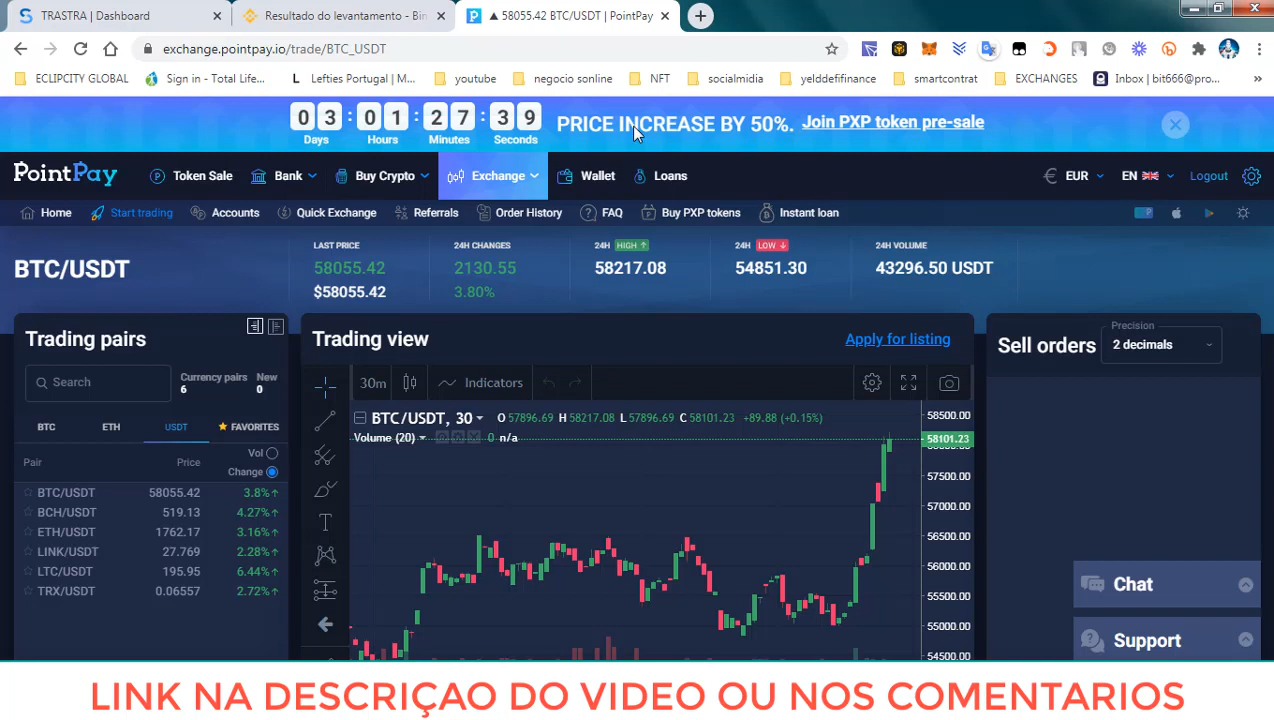 TRASTRA | Dashboard
Resultado do levantamento - Bin
▲ 58055.42 BTC/USDT | PointPay
exchange.pointpay.io/trade/BTC_USDT
ECLIPCITY GLOBAL
Sign in - Total Life...
Lefties Portugal | M...
youtube
negocio sonline
NFT
socialmidia
yelddefifinance
smartcontrat
EXCHANGES
Inbox | bit666@pro...
03 : 01 : 27 : 39
Days Hours Minutes Seconds
PRICE INCREASE BY 50%. Join PXP token pre-sale
PointPay
Token Sale
Bank
Buy Crypto
Exchange
Wallet
Loans
EUR
EN
Logout
Home
Start trading
Accounts
Quick Exchange
Referrals
Order History
FAQ
Buy PXP tokens
Instant loan
BTC/USDT
LAST PRICE
58055.42
$58055.42
24H CHANGES
2130.55
3.80%
24H HIGH ↑
58217.08
24H LOW ↓
54851.30
24H VOLUME
43296.50 USDT
Trading pairs
Search
Currency pairs
6
New
0
BTC ETH USDT FAVORITES
Vol
Pair Price Change
BTC/USDT 58055.42 3.8%↑
BCH/USDT 519.13 4.27%↑
ETH/USDT 1762.17 3.16%↑
LINK/USDT 27.769 2.28%↑
LTC/USDT 195.95 6.44%↑
TRX/USDT 0.06557 2.72%↑
Trading view
Apply for listing
30m
Indicators
BTC/USDT, 30 O 57896.69 H 58217.08 L 57896.69 C 58101.23 +89.88 (+0.15%)
Volume (20) 0 n/a
58500.00
58101.23
57500.00
57000.00
56500.00
56000.00
55500.00
55000.00
54500.00
Sell orders
Precision
2 decimals
Chat
Support
LINK NA DESCRIÇAO DO VIDEO OU NOS COMENTARIOS